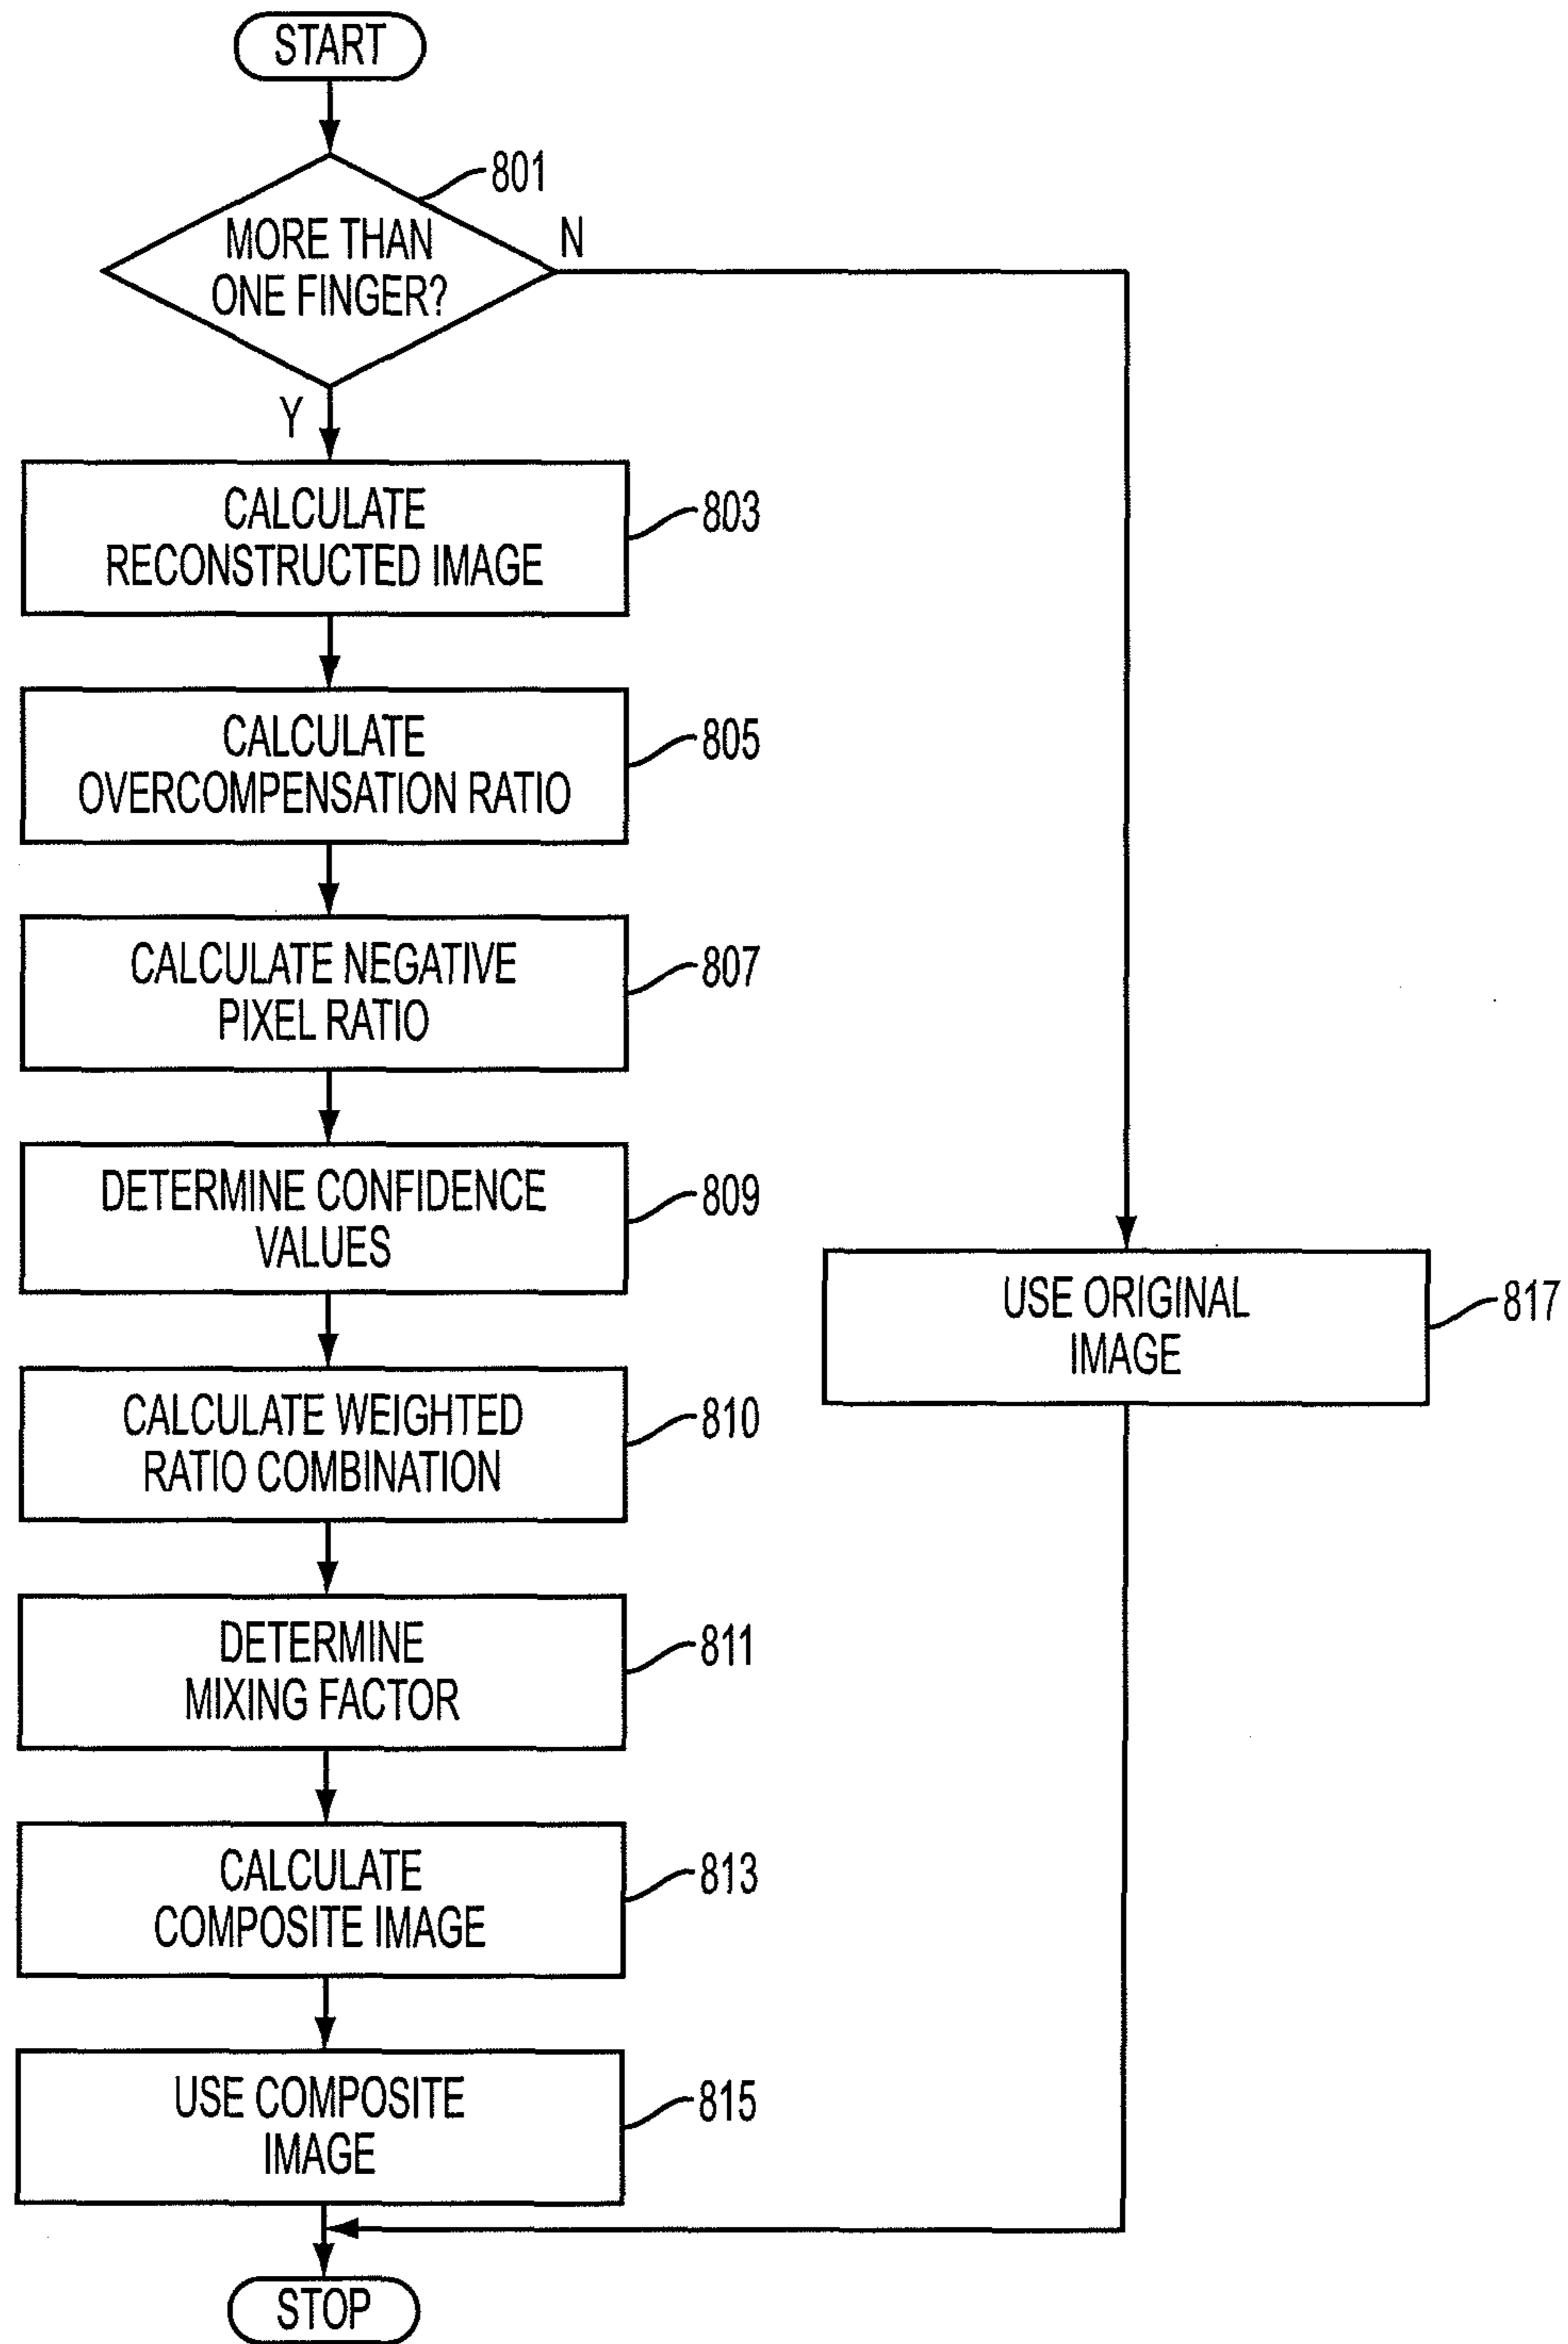 START
801
MORE THAN
ONE FINGER?
N
Y
CALCULATE
RECONSTRUCTED IMAGE
803
CALCULATE
OVERCOMPENSATION RATIO
805
CALCULATE NEGATIVE
PIXEL RATIO
807
DETERMINE CONFIDENCE
VALUES
809
USE ORIGINAL
IMAGE
817
CALCULATE WEIGHTED
RATIO COMBINATION
810
DETERMINE
MIXING FACTOR
811
CALCULATE
COMPOSITE IMAGE
813
USE COMPOSITE
IMAGE
815
STOP